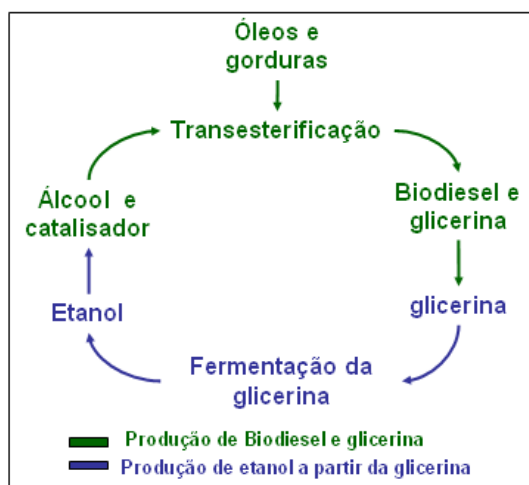 Óleos e
gorduras
Transesterificação
Álcool e
catalisador
Biodiesel e
glicerina
Etanol
glicerina
Fermentação da
glicerina
Produção de Biodiesel e glicerina
Produção de etanol a partir da glicerina